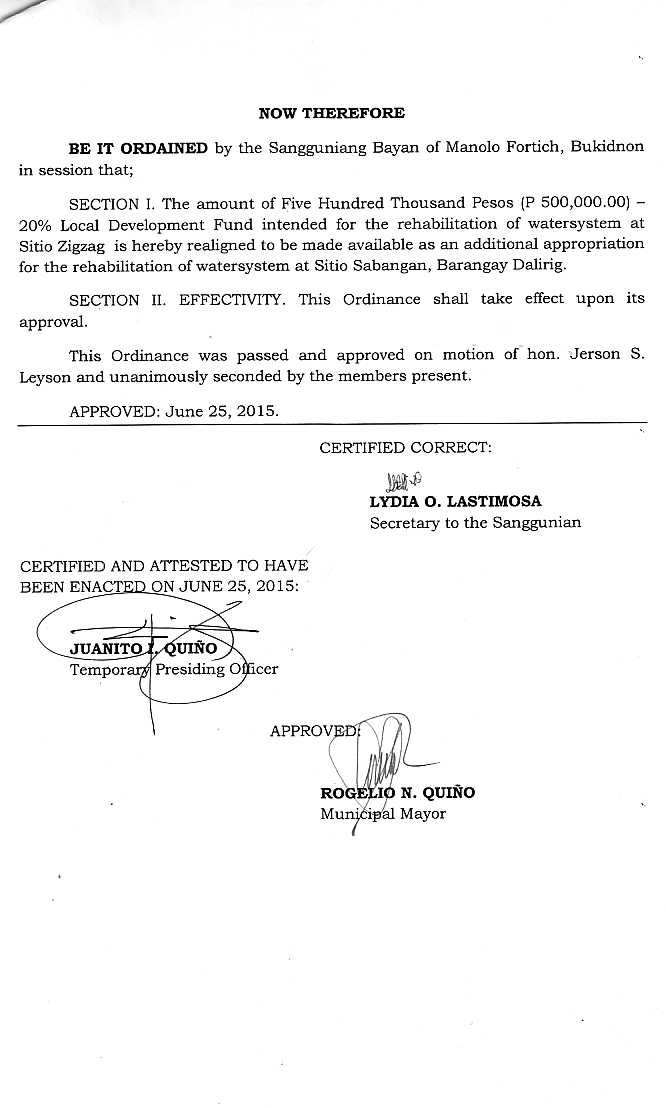 NOW THEREFORE
BE IT ORDAINED by the Sangguniang Bayan of Manolo Fortich, Bukidnon
in session that;
SECTION I. The amount of Five Hundred Thousand Pesos (P 500,000.00) –
20% Local Development Fund intended for the rehabilitation of watersystem at
Sitio Zigzag is hereby realigned to be made available as an additional appropriation
for the rehabilitation of watersystem at Sitio Sabangan, Barangay Dalirig.
SECTION II. EFFECTIVITY. This Ordinance shall take effect upon its
approval.
This Ordinance was passed and approved on motion of hon. Jerson S.
Leyson and unanimously seconded by the members present.
APPROVED: June 25, 2015.
CERTIFIED CORRECT:
LYDIA O. LASTIMOSA
Secretary to the Sanggunian
CERTIFIED AND ATTESTED TO HAVE
BEEN ENACTED ON JUNE 25, 2015:
JUANITO I. QUIÑO
Temporary Presiding Officer
APPROVED:
ROGELIO N. QUIÑO
Municipal Mayor